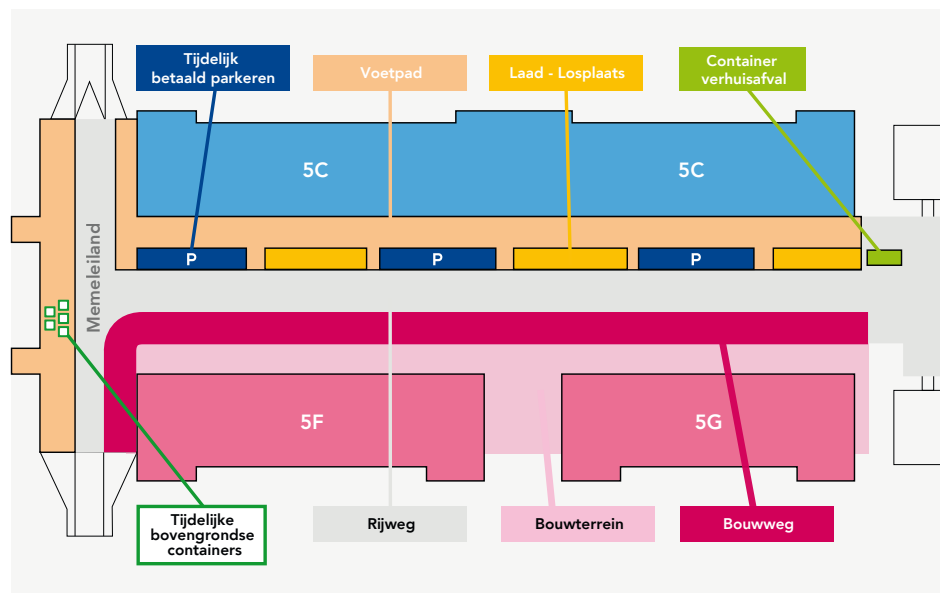 Tijdelijk
betaald parkeren
Voetpad
Laad - Losplaats
Container
verhuisafval
5C
5C
P
P
P
Memeleiland
5F
5G
Tijdelijke
bovengrondse
containers
Rijweg
Bouwterrein
Bouwweg